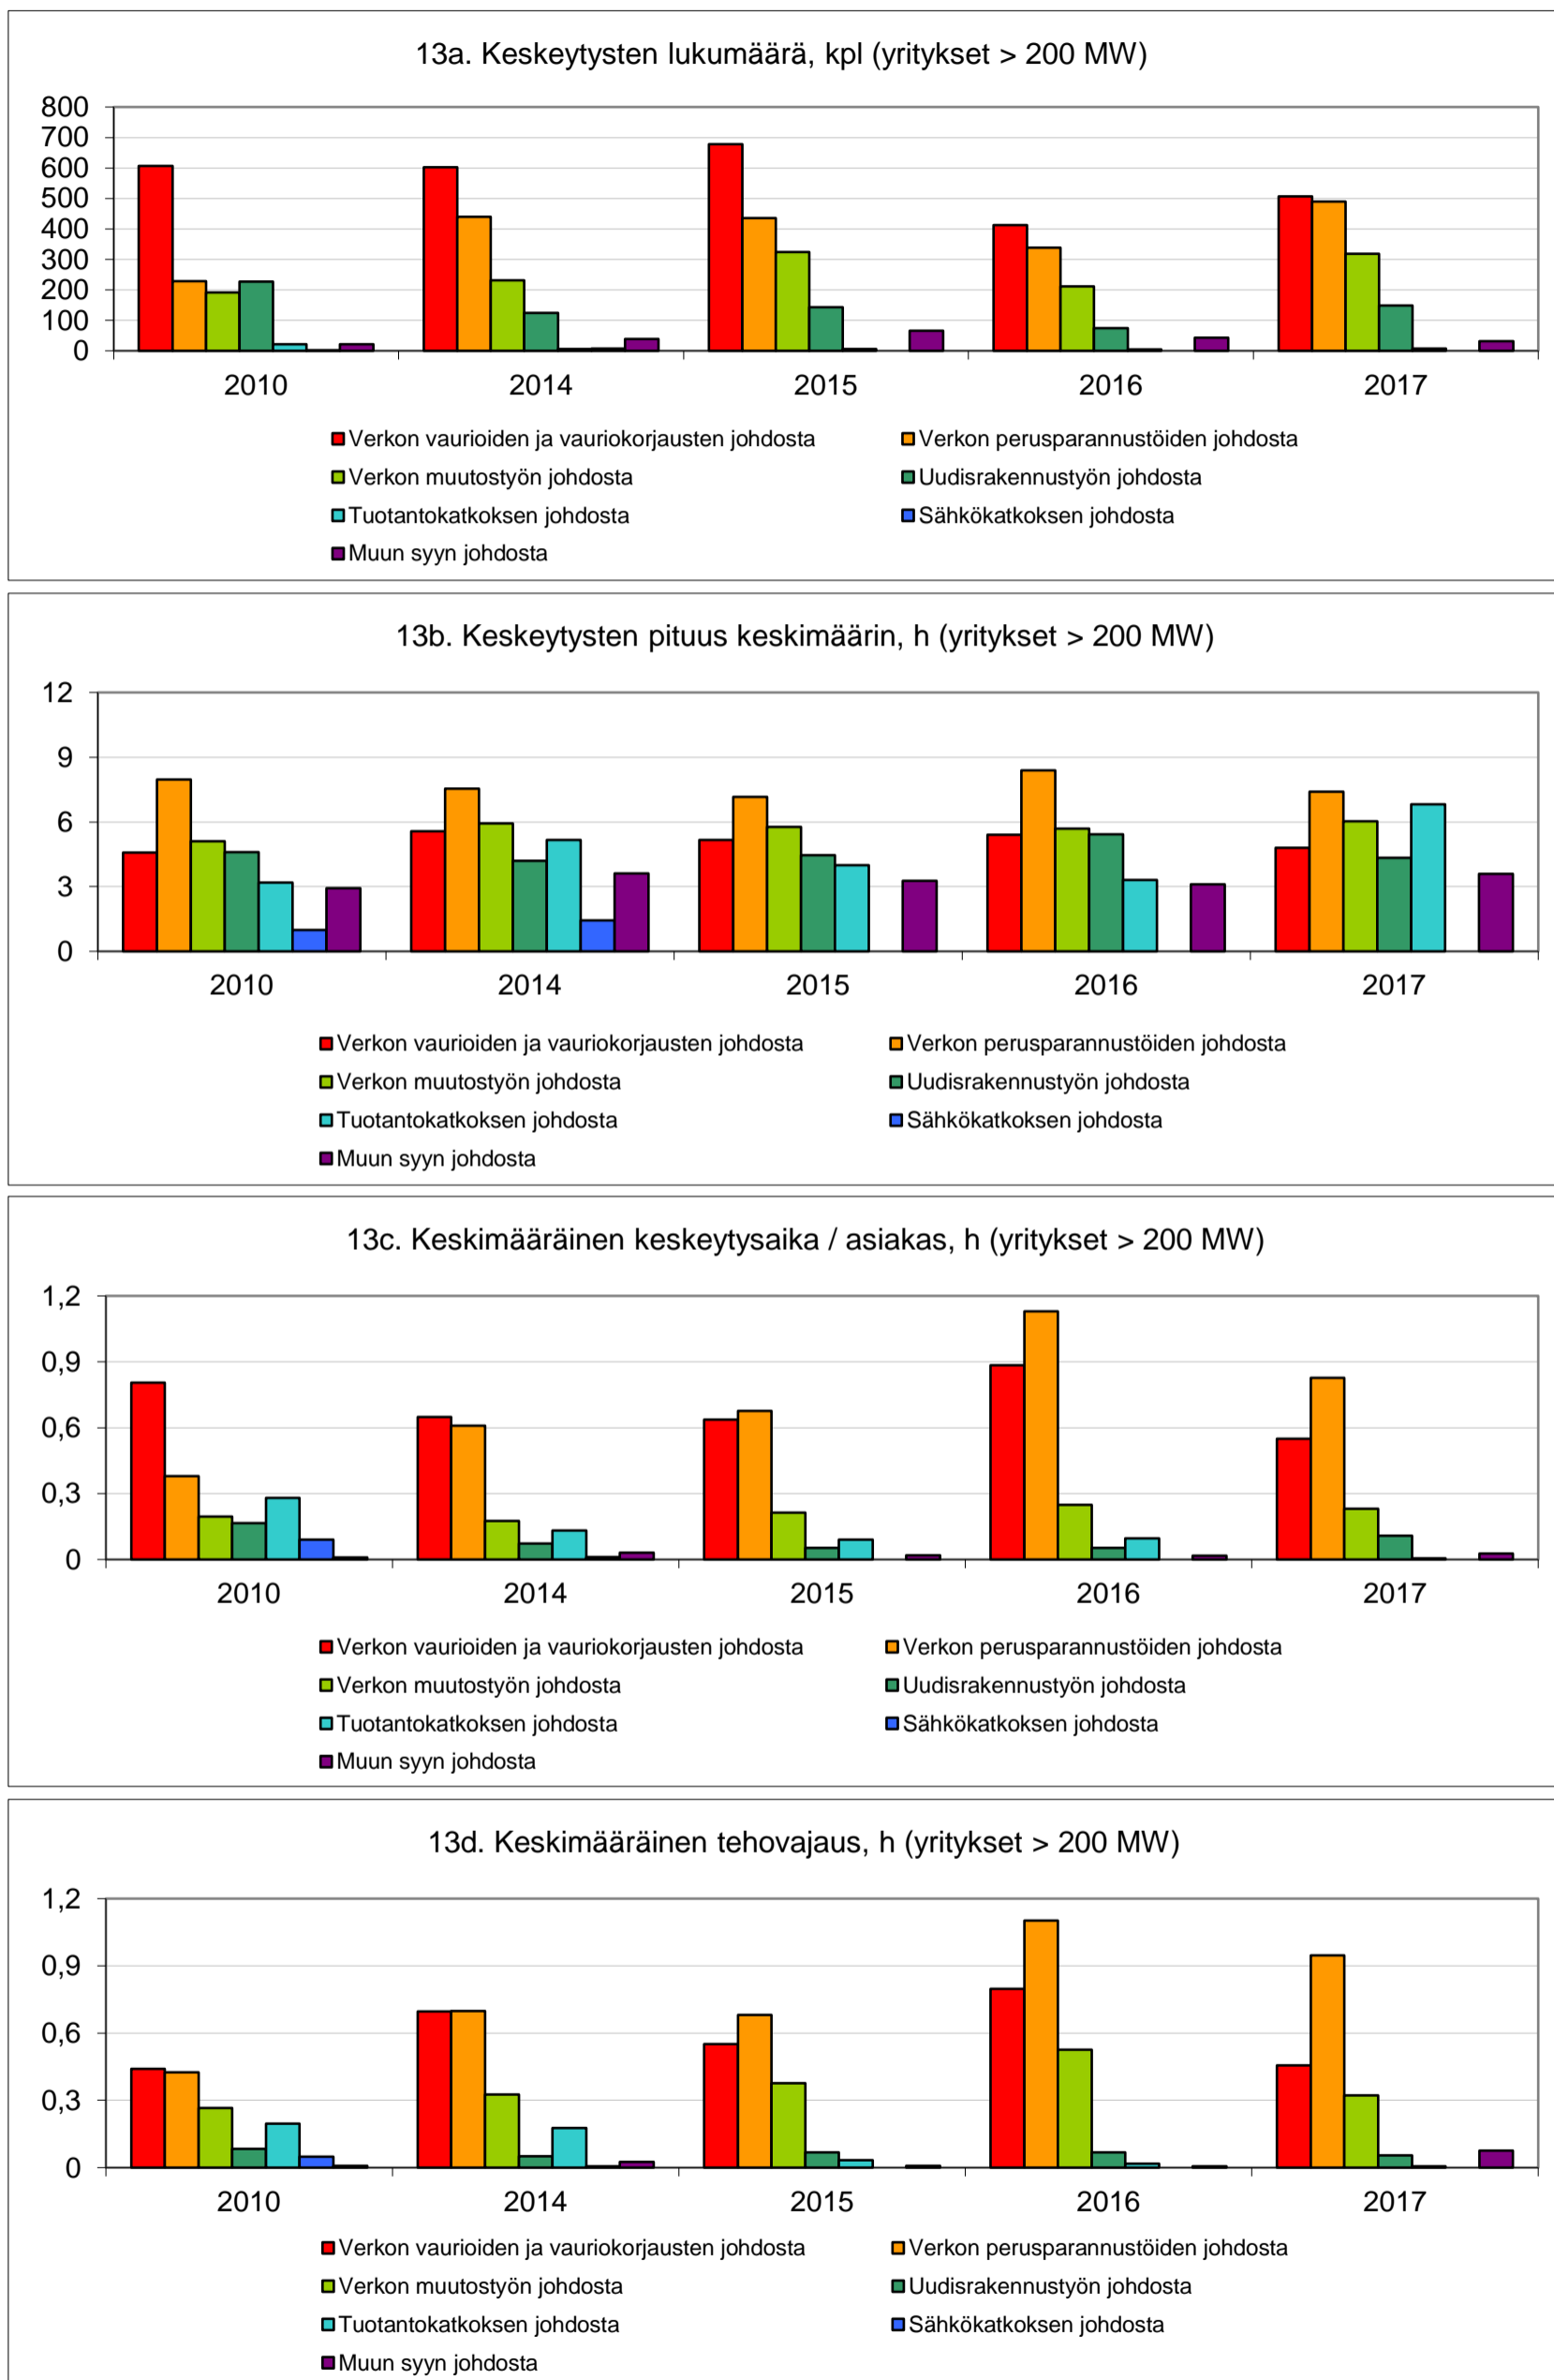 13a. Keskeytysten lukumäärä, kpl (yritykset > 200 MW)
800
700
600
500
400
300
200
100
0
2010 2014 2015 2016 2017
Verkon vaurioiden ja vauriokorjausten johdosta Verkon perusparannustöiden johdosta
Verkon muutostyön johdosta Uudisrakennustyön johdosta
Tuotantokatkoksen johdosta Sähkökatkoksen johdosta
Muun syyn johdosta
13b. Keskeytysten pituus keskimäärin, h (yritykset > 200 MW)
12
9
6
3
0
2010 2014 2015 2016 2017
Verkon vaurioiden ja vauriokorjausten johdosta Verkon perusparannustöiden johdosta
Verkon muutostyön johdosta Uudisrakennustyön johdosta
Tuotantokatkoksen johdosta Sähkökatkoksen johdosta
Muun syyn johdosta
13c. Keskimääräinen keskeytysaika / asiakas, h (yritykset > 200 MW)
1,2
0,9
0,6
0,3
0
2010 2014 2015 2016 2017
Verkon vaurioiden ja vauriokorjausten johdosta Verkon perusparannustöiden johdosta
Verkon muutostyön johdosta Uudisrakennustyön johdosta
Tuotantokatkoksen johdosta Sähkökatkoksen johdosta
Muun syyn johdosta
13d. Keskimääräinen tehovajaus, h (yritykset > 200 MW)
1,2
0,9
0,6
0,3
0
2010 2014 2015 2016 2017
Verkon vaurioiden ja vauriokorjausten johdosta Verkon perusparannustöiden johdosta
Verkon muutostyön johdosta Uudisrakennustyön johdosta
Tuotantokatkoksen johdosta Sähkökatkoksen johdosta
Muun syyn johdosta